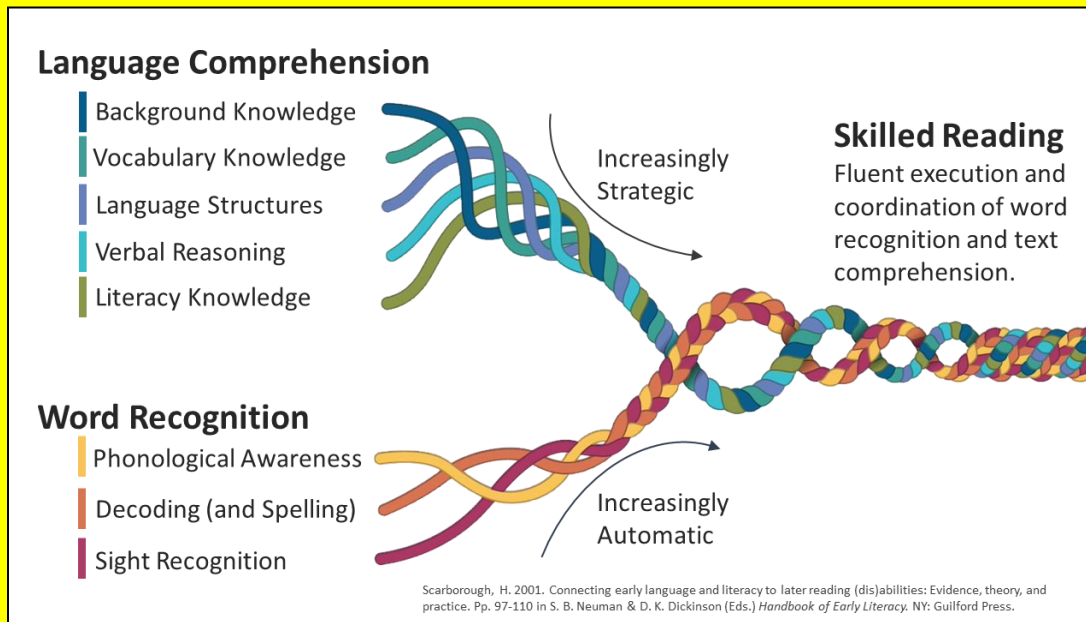 Language Comprehension
Background Knowledge
Vocabulary Knowledge
Language Structures
Verbal Reasoning
Literacy Knowledge
Increasingly
Strategic
Skilled Reading
Fluent execution and
coordination of word
recognition and text
comprehension.
Word Recognition
Phonological Awareness
Decoding (and Spelling)
Sight Recognition
Increasingly
Automatic
Scarborough, H. 2001. Connecting early language and literacy to later reading (dis)abilities: Evidence, theory, and
practice. Pp. 97-110 in S. B. Neuman & D. K. Dickinson (Eds.) Handbook of Early Literacy. NY: Guilford Press.